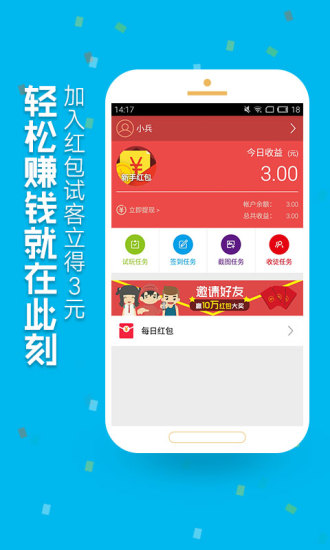 加入红包试客立得3元
轻松赚钱就在此刻
14:17
18
小兵
今日收益 (元)
3.00
新手红包
立即提现>
帐户余额: 3.00
总共收益: 3.00
试玩任务
签到任务
截图任务
收徒任务
邀请好友
赢10万红包大奖
每日红包